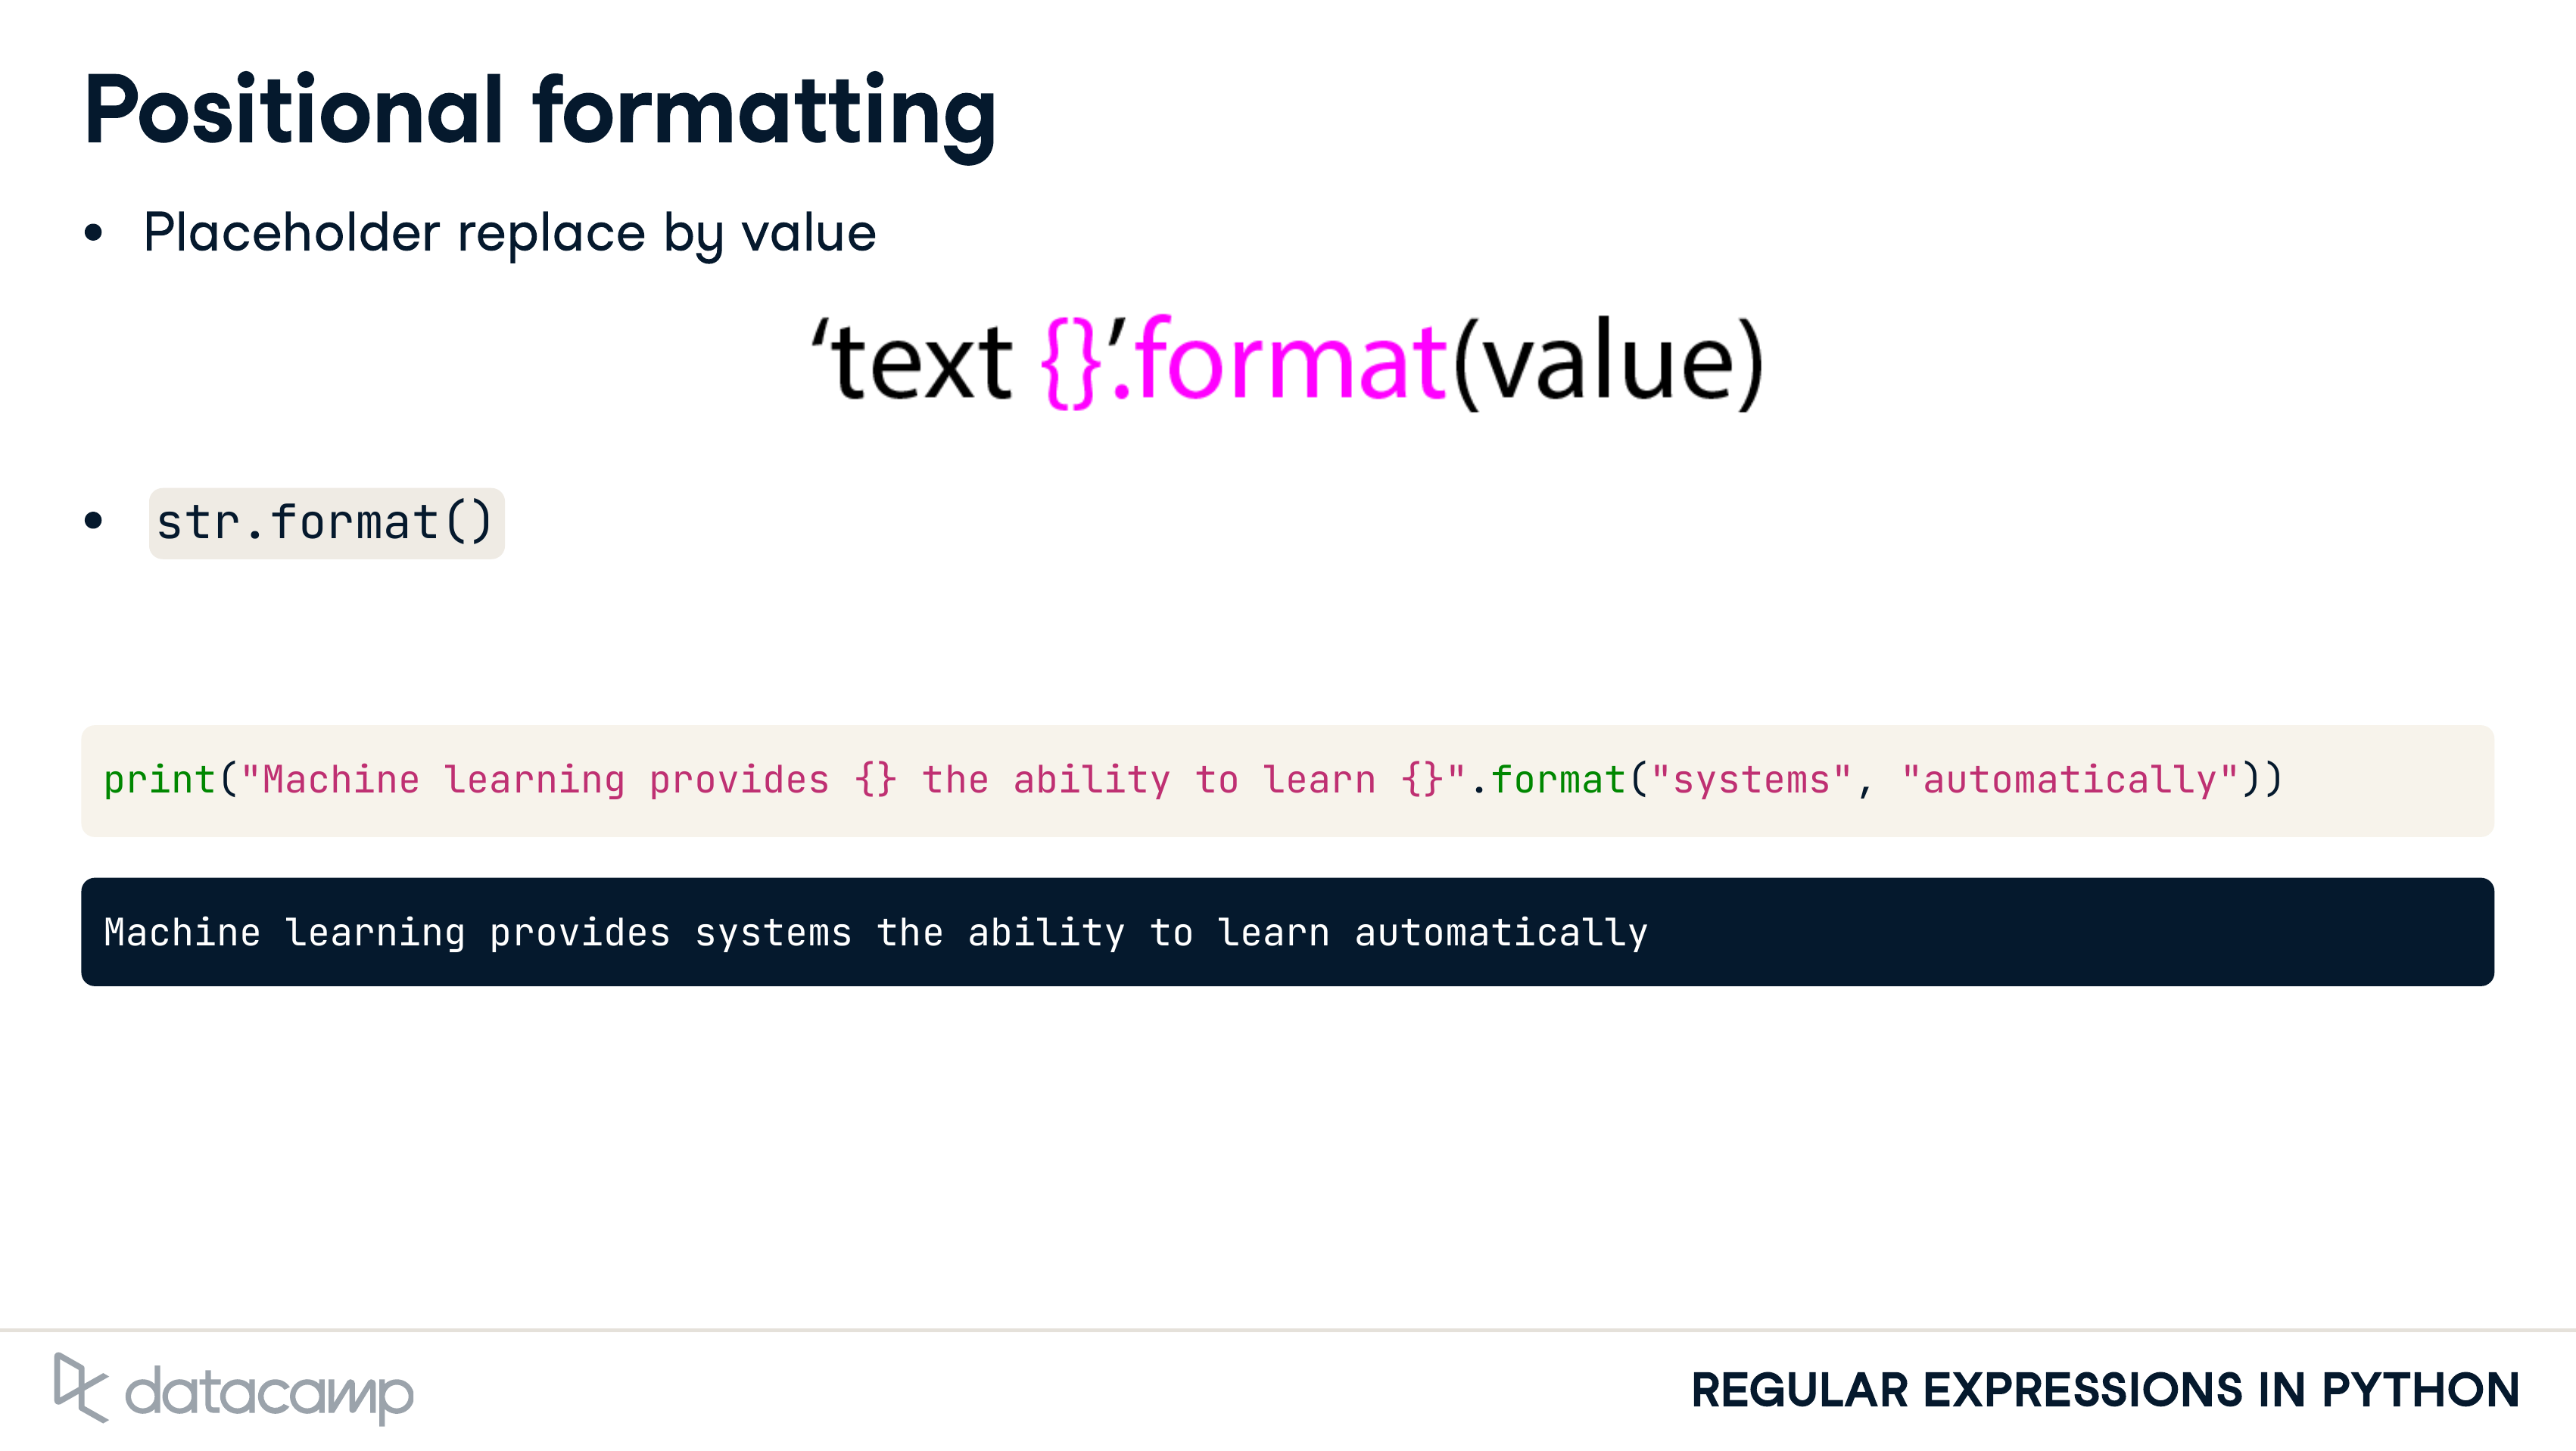 Positional formatting
• Placeholder replace by value
‘text {}’.format(value)
• str.format()
print("Machine learning provides {} the ability to learn {}".format("systems", "automatically"))
Machine learning provides systems the ability to learn automatically
datacamp
REGULAR EXPRESSIONS IN PYTHON